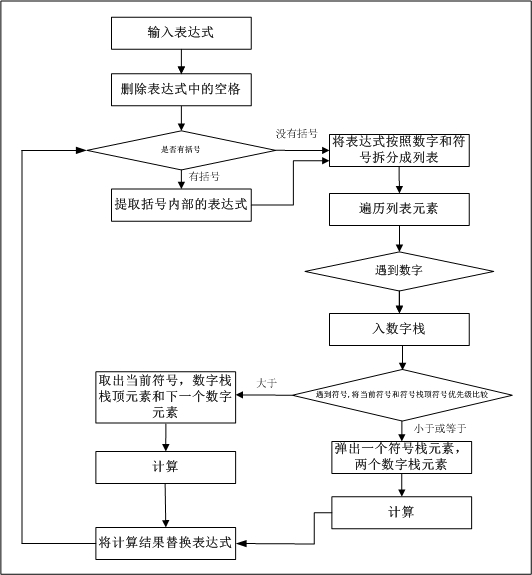 输入表达式
删除表达式中的空格
是否有括号
没有括号
将表达式按照数字和符
号拆分成列表
有括号
提取括号内部的表达式
遍历列表元素
遇到数字
入数字栈
遇到符号,将当前符号和符号栈顶符号优先级比较
大于
取出当前符号，数字栈
栈顶元素和下一个数字
元素
小于或等于
弹出一个符号栈元素，
两个数字栈元素
计算
计算
将计算结果替换表达式